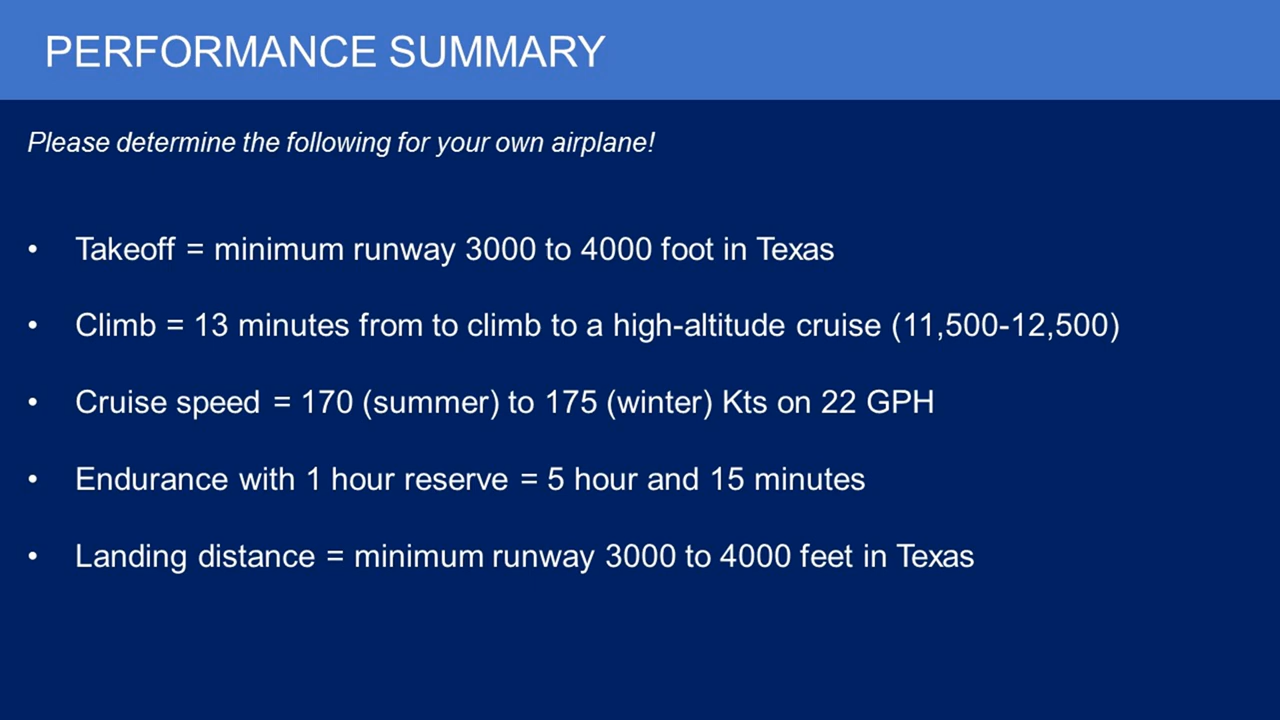 PERFORMANCE SUMMARY
Please determine the following for your own airplane!
• Takeoff = minimum runway 3000 to 4000 foot in Texas
• Climb = 13 minutes from to climb to a high-altitude cruise (11,500-12,500)
• Cruise speed = 170 (summer) to 175 (winter) Kts on 22 GPH
• Endurance with 1 hour reserve = 5 hour and 15 minutes
• Landing distance = minimum runway 3000 to 4000 feet in Texas